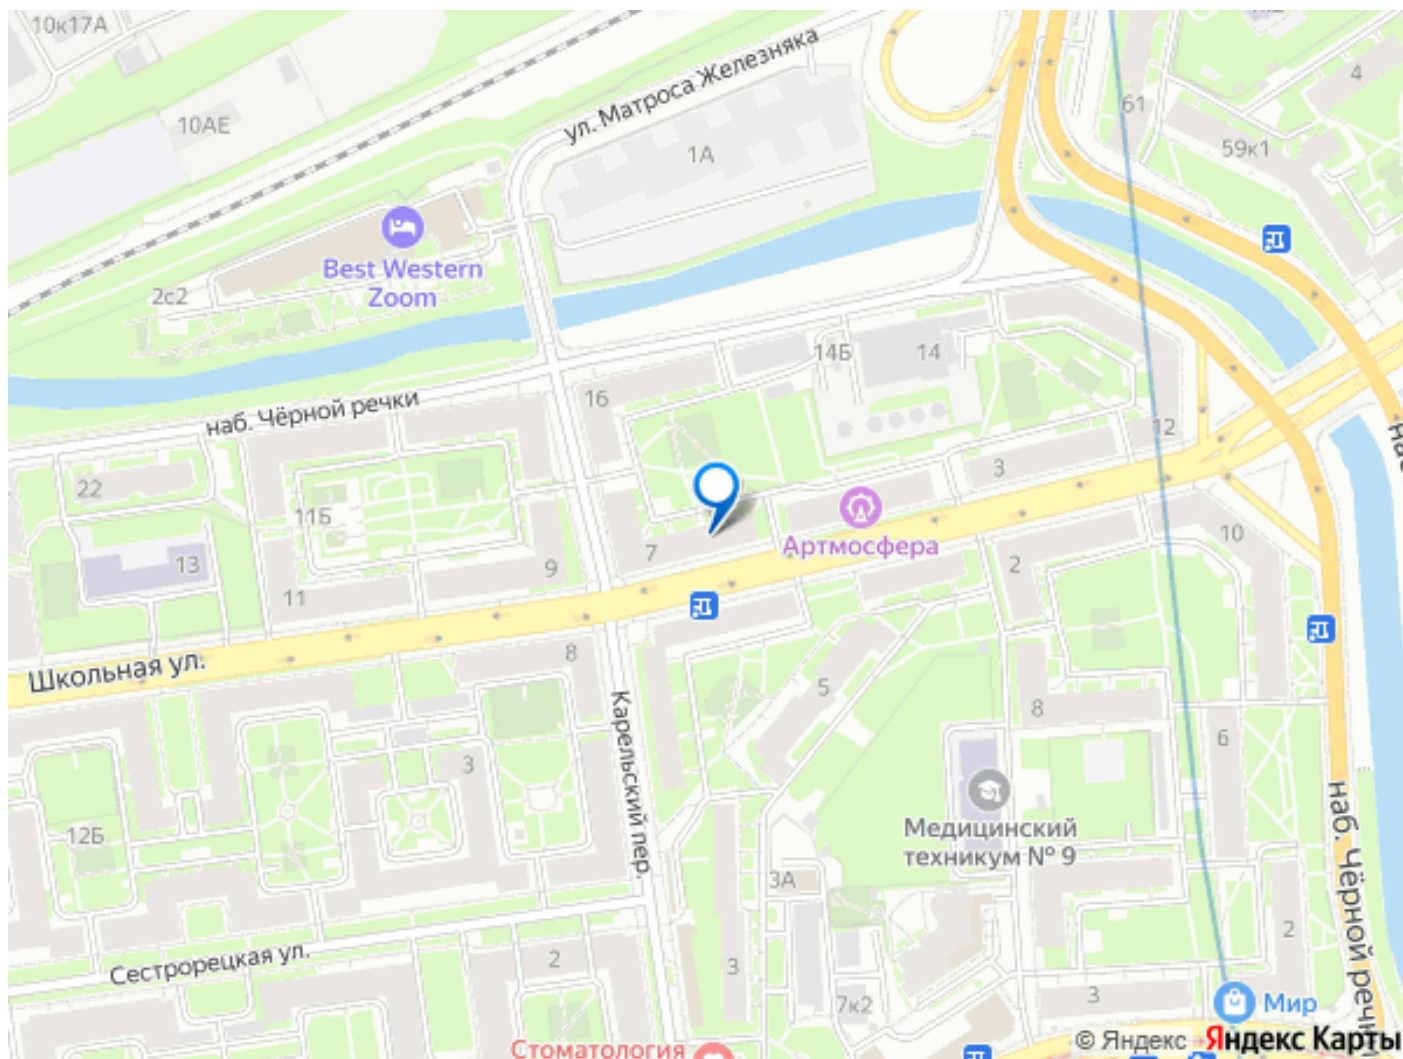 10к17А
10АЕ
ул. Матроса Железняка
1А
61
4
59к1
Best Western
Zoom
2с2
14Б
14
16
наб. Чёрной речки
12
3
22
11Б
Артмосфера
13
7
9
11
10
2
Школьная ул.
8
5
8
6
Карельский пер.
3
12Б
Медицинский
техникум № 9
наб. Чёрной речки
3А
Сестрорецкая ул.
2
3
2
7к2
3
Мир
Стоматология
© Яндекс
Яндекс Карты